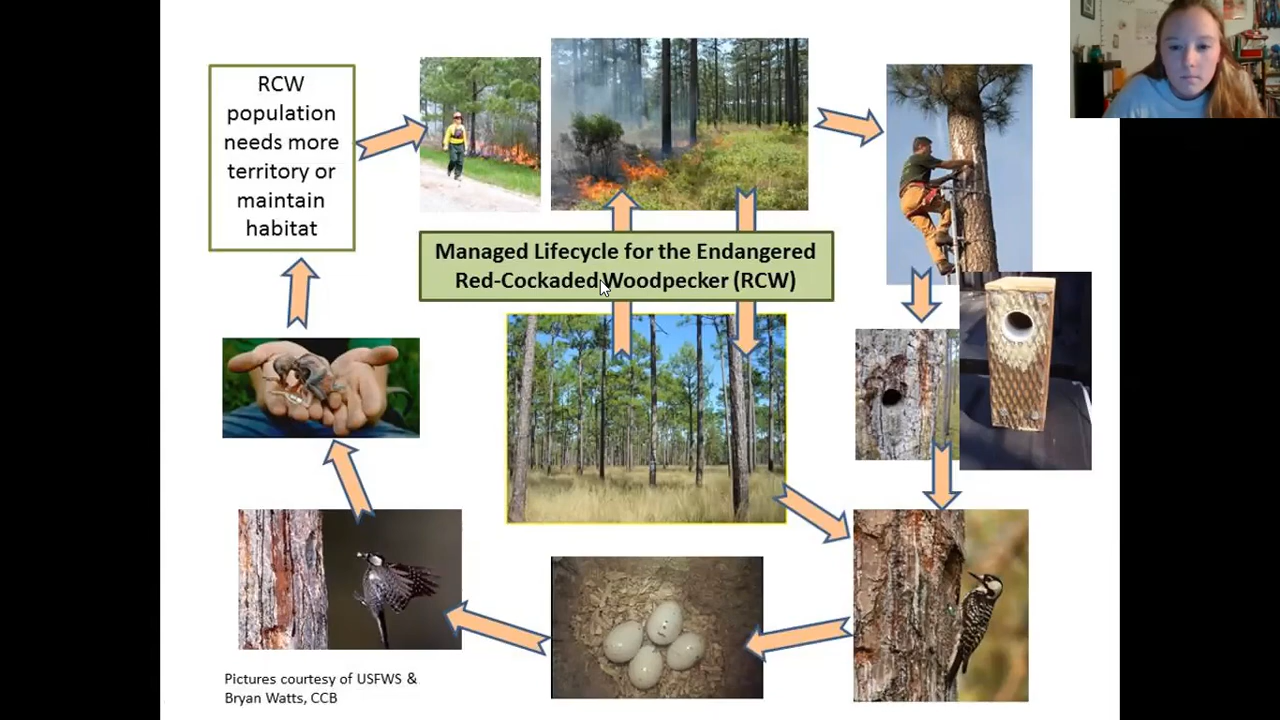 RCW
population
needs more
territory or
maintain
habitat
Managed Lifecycle for the Endangered
Red-Cockaded Woodpecker (RCW)
Pictures courtesy of USFWS &
Bryan Watts, CCB